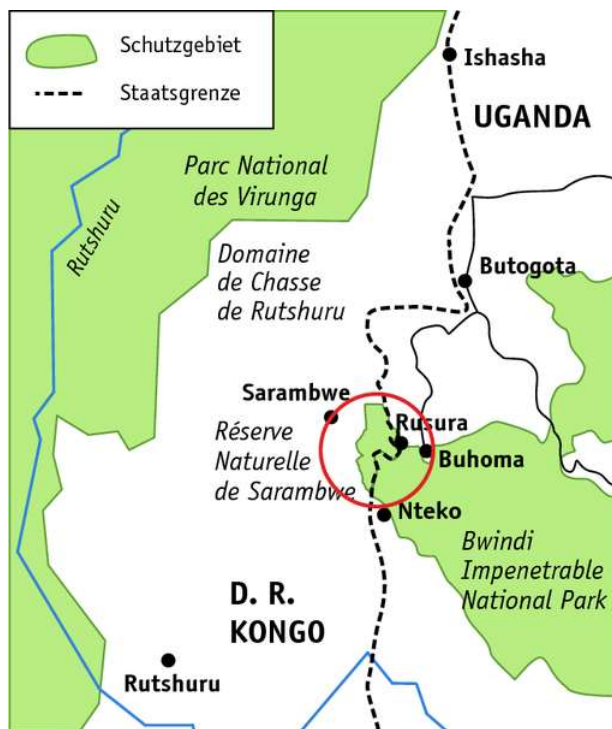 Schutzgebiet
Staatsgrenze
Ishasha
UGANDA
Parc National
des Virunga
Rutshuru
Domaine
de Chasse
de Rutshuru
Butogota
Sarambwe
Réserve
Naturelle
de Sarambwe
Rusura
Buhoma
Nteko
Bwindi
Impenetrable
National Park
D. R.
KONGO
Rutshuru